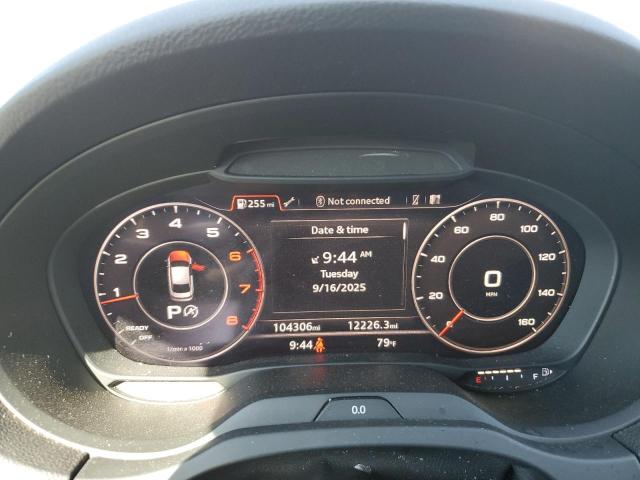 255 mi Not connected
Date & time
9:44 AM
Tuesday
9/16/2025
1 2 3 4 5 6 7 8
P
READY
OFF
1/min x 1000
0 20 40 60 80 100 120 140 160
0
MPH
104306mi 12226.3mi
9:44 79°F
E F
0.0